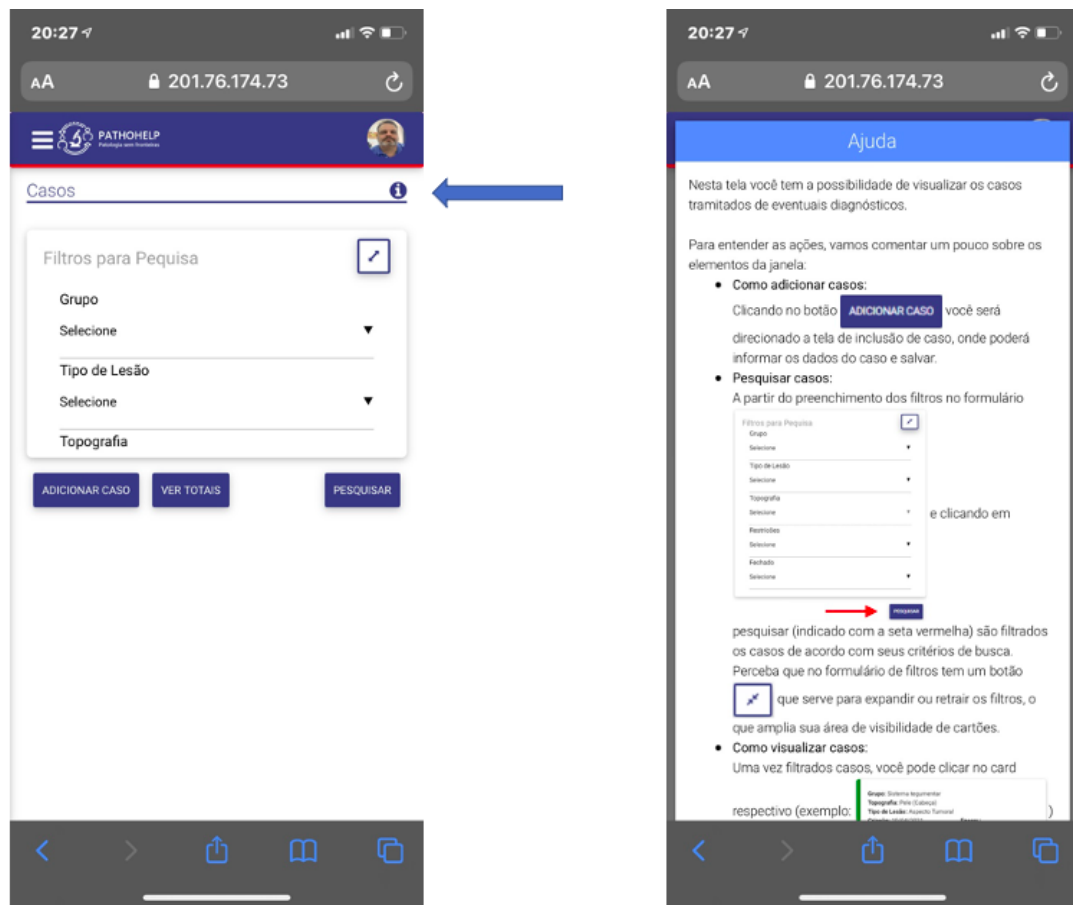 20:27
AA 201.76.174.73
PATHOHELP
Patologia sem fronteiras
Casos
Filtros para Pequisa
Grupo
Selecione
Tipo de Lesão
Selecione
Topografia
ADICIONAR CASO VER TOTAIS PESQUISAR
20:27
AA 201.76.174.73
Ajuda
Nesta tela você tem a possibilidade de visualizar os casos
tramitados de eventuais diagnósticos.
Para entender as ações, vamos comentar um pouco sobre os
elementos da janela:
Como adicionar casos:
Clicando no botão ADICIONAR CASO você será
direcionado a tela de inclusão de caso, onde poderá
informar os dados do caso e salvar.
Pesquisar casos:
A partir do preenchimento dos filtros no formulário
Filtros para Pequisa
Grupo
Selecione
Tipo de Lesão
Selecione
Topografia
Selecione
e clicando em
Restrições
Selecione
Fechado
Selecione
PESQUISAR
pesquisar (indicado com a seta vermelha) são filtrados
os casos de acordo com seus critérios de busca.
Perceba que no formulário de filtros tem um botão
que serve para expandir ou retrair os filtros, o
que amplia sua área de visibilidade de cartões.
Como visualizar casos:
Uma vez filtrados casos, você pode clicar no card
Grupo: Sistema tegumentar
Topografia: Pele (Cabeça)
respectivo (exemplo: Tipo de Lesão: Aspecto Tumoral )